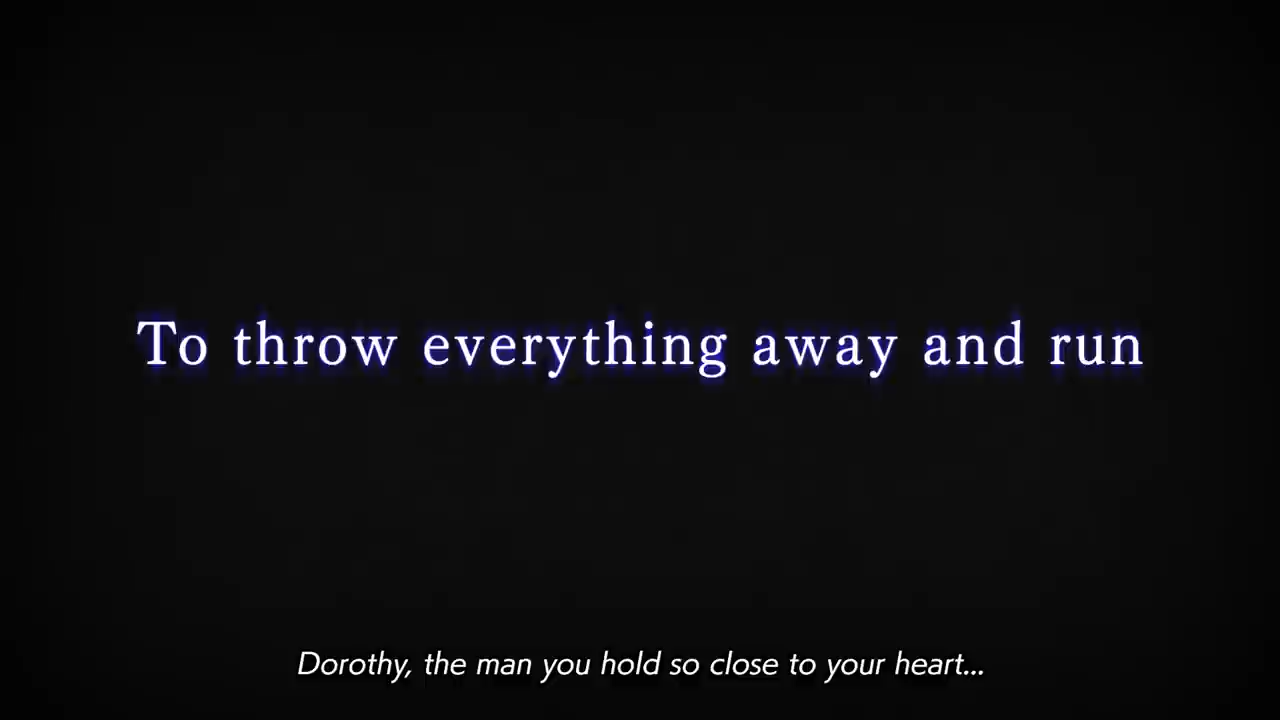 To throw everything away and run
Dorothy, the man you hold so close to your heart...